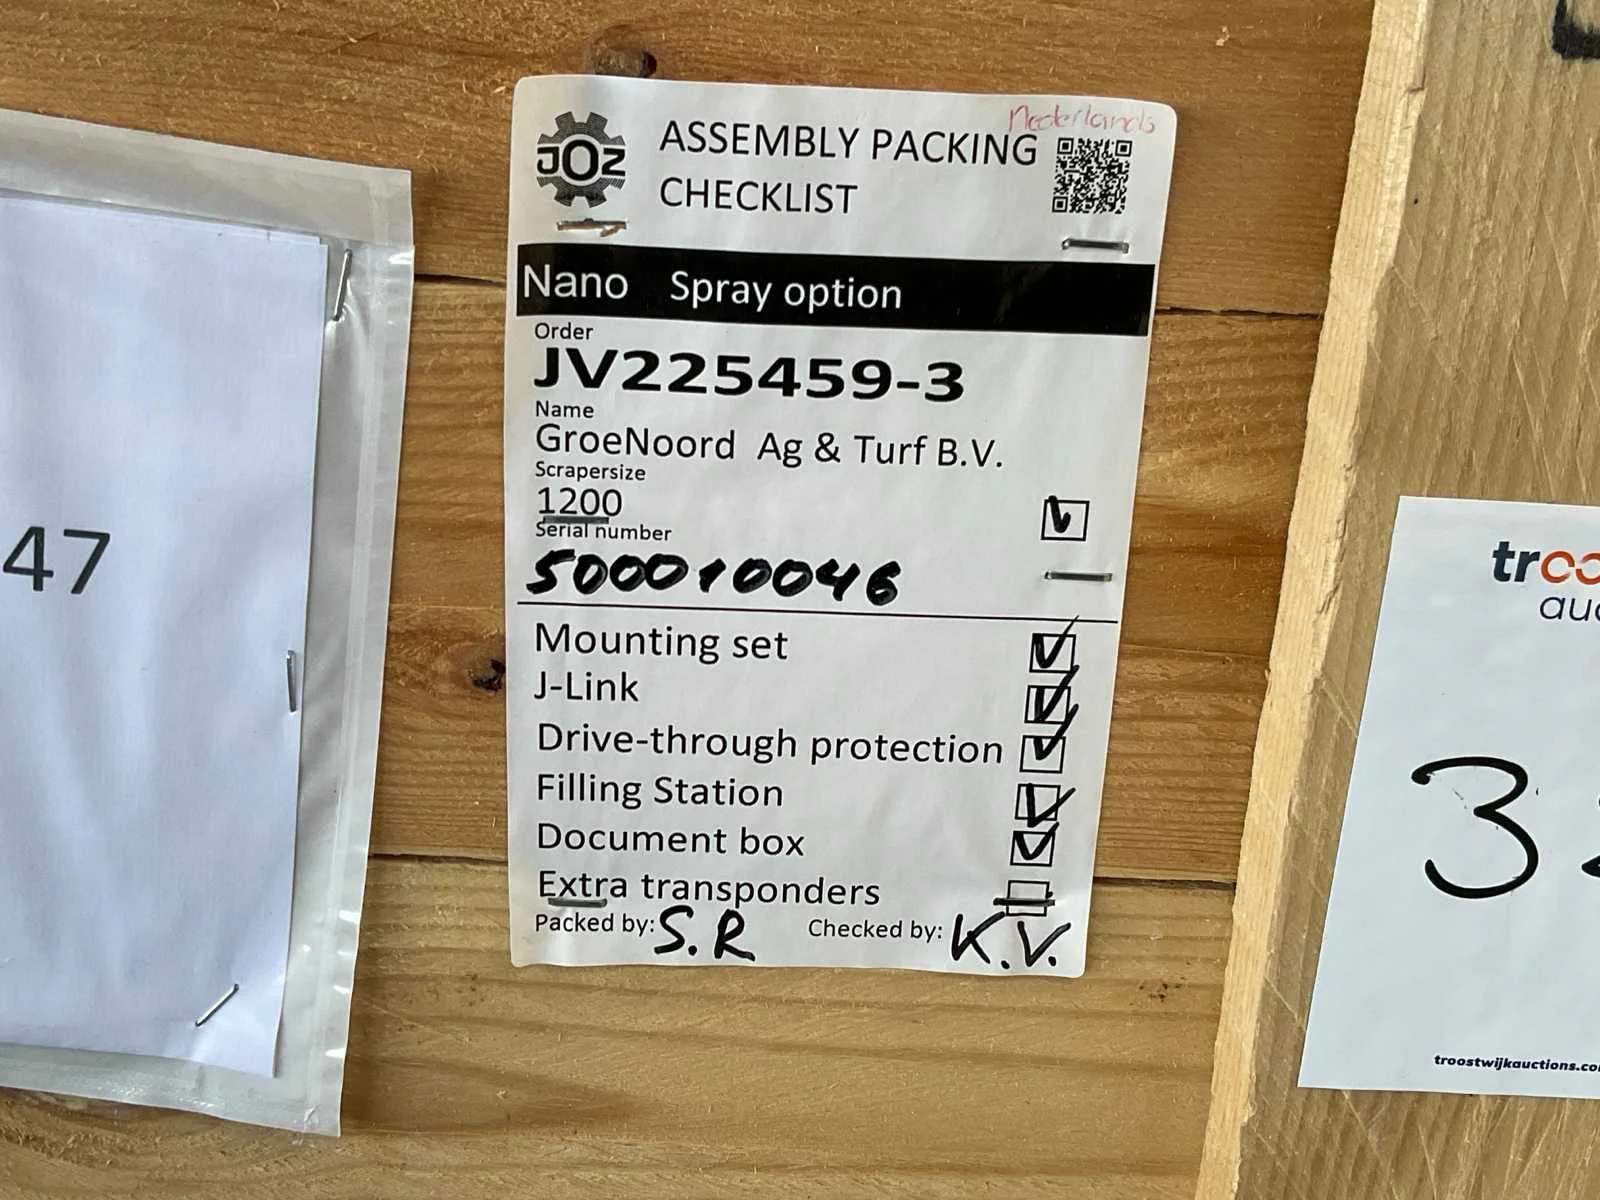 47
Nederlands
JOZ
ASSEMBLY PACKING
CHECKLIST
Nano Spray option
Order
JV225459-3
Name
GroeNoord Ag & Turf B.V.
Scrapersize
1200
Serial number
500010046
Mounting set
J-Link
Drive-through protection
Filling Station
Document box
Extra transponders
Packed by: S.R Checked by: K.V.
3
troostwijkauctions.co